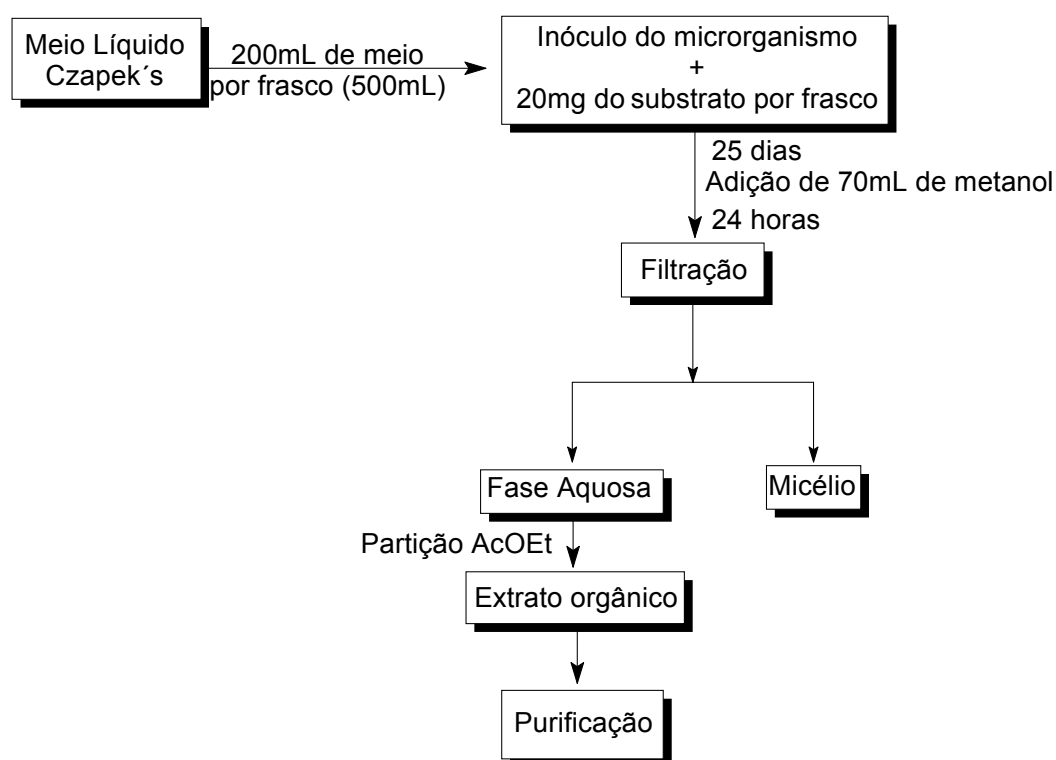 Meio Líquido
Czapek´s
200mL de meio
por frasco (500mL)
Inóculo do microrganismo
+
20mg do substrato por frasco
25 dias
Adição de 70mL de metanol
24 horas
Filtração
Fase Aquosa
Micélio
Partição AcOEt
Extrato orgânico
Purificação